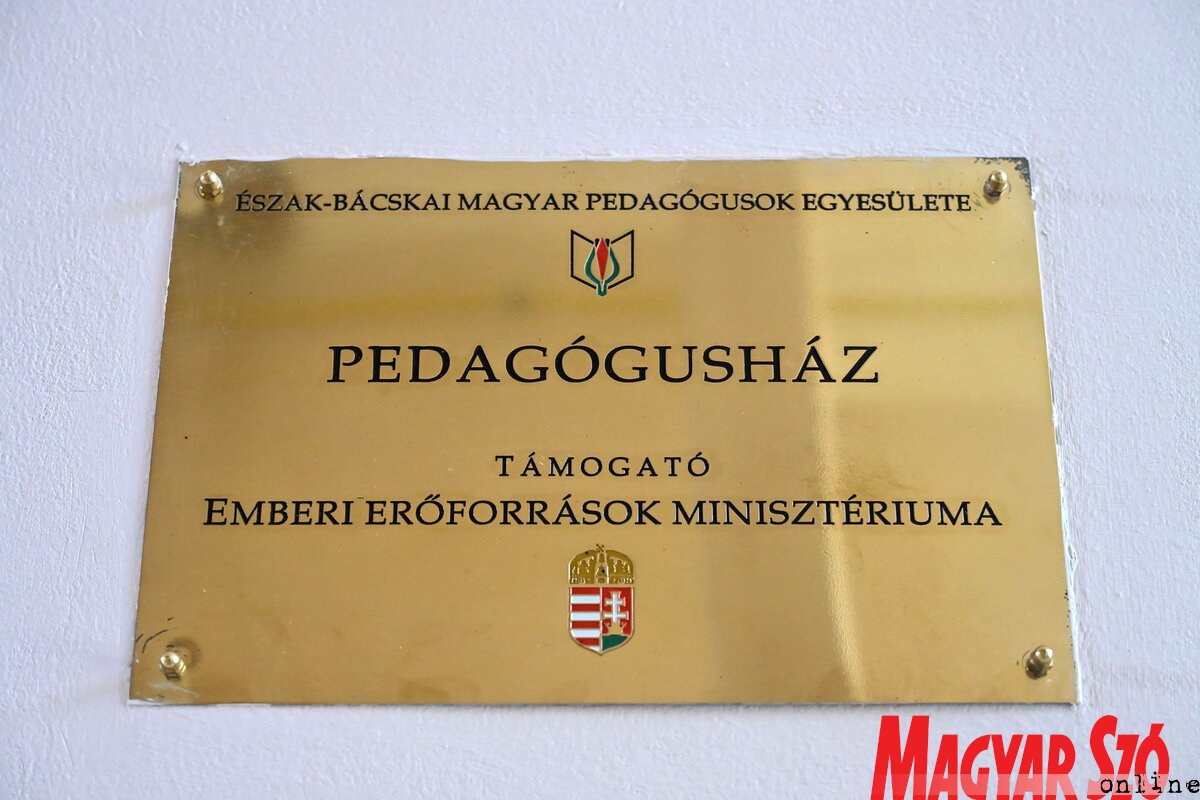 ÉSZAK-BÁCSKAI MAGYAR PEDAGÓGUSOK EGYESÜLETE
PEDAGÓGUSHÁZ
TÁMOGATÓ
EMBERI ERŐFORRÁSOK MINISZTÉRIUMA
MAGYAR SZÓ
online